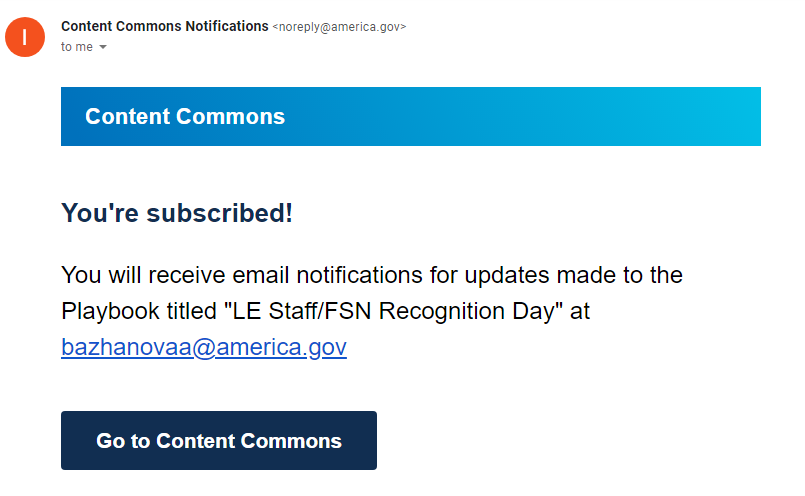 I
Content Commons Notifications <noreply@america.gov>
to me
Content Commons
You're subscribed!
You will receive email notifications for updates made to the
Playbook titled "LE Staff/FSN Recognition Day" at
bazhanovaa@america.gov
Go to Content Commons